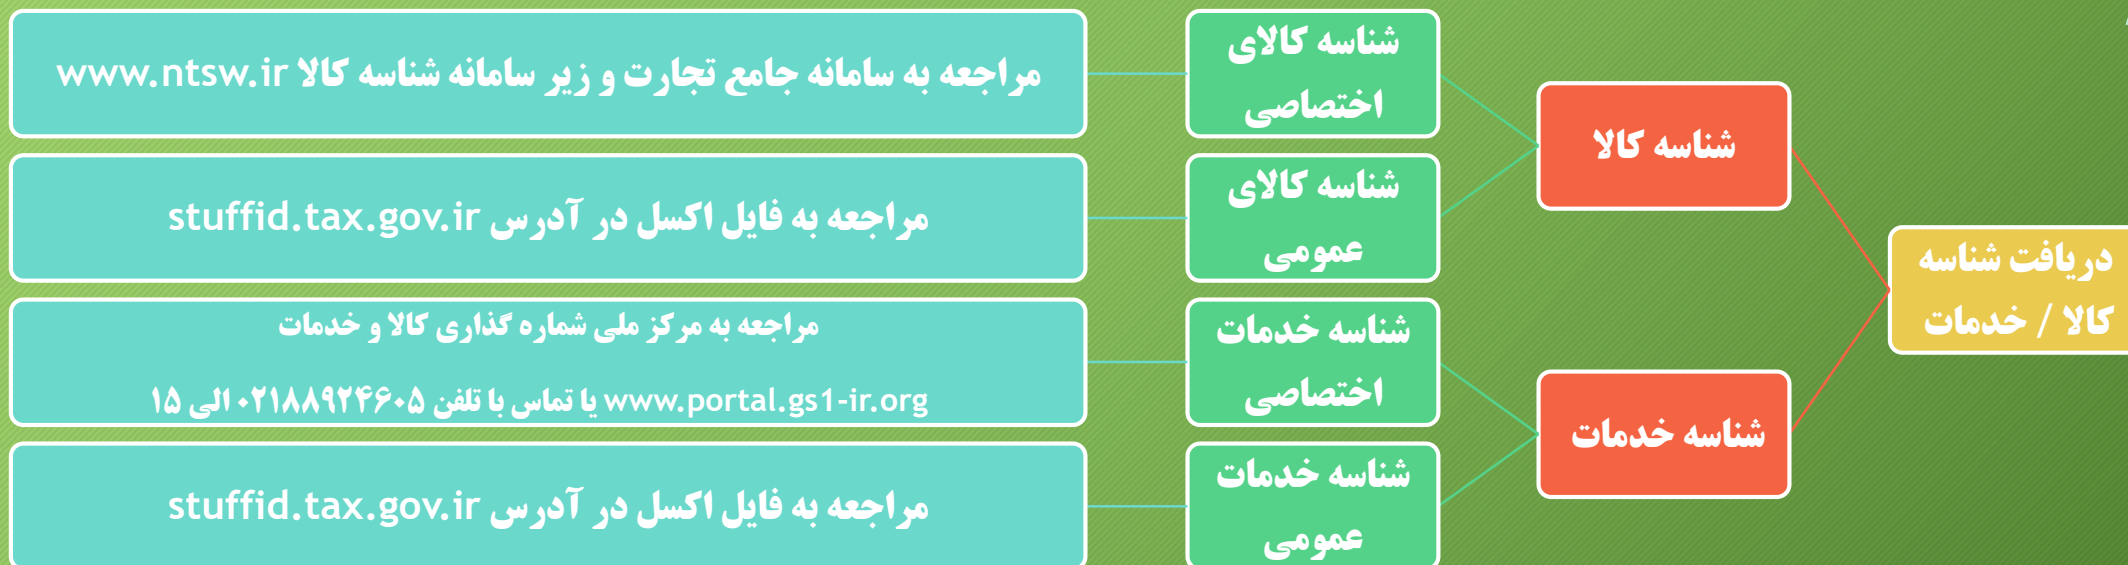 دریافت شناسه
کالا / خدمات
شناسه کالا
شناسه کالای
اختصاصی
مراجعه به سامانه جامع تجارت و زیر سامانه شناسه کالا www.ntsw.ir
شناسه کالای
عمومی
مراجعه به فایل اکسل در آدرس stuffid.tax.gov.ir
شناسه خدمات
شناسه خدمات
اختصاصی
مراجعه به مرکز ملی شماره گذاری کالا و خدمات
www.portal.gs1-ir.org یا تماس با تلفن ۰۲۱۸۸۹۲۴۶۰۵ الی ۱۵
شناسه خدمات
عمومی
مراجعه به فایل اکسل در آدرس stuffid.tax.gov.ir